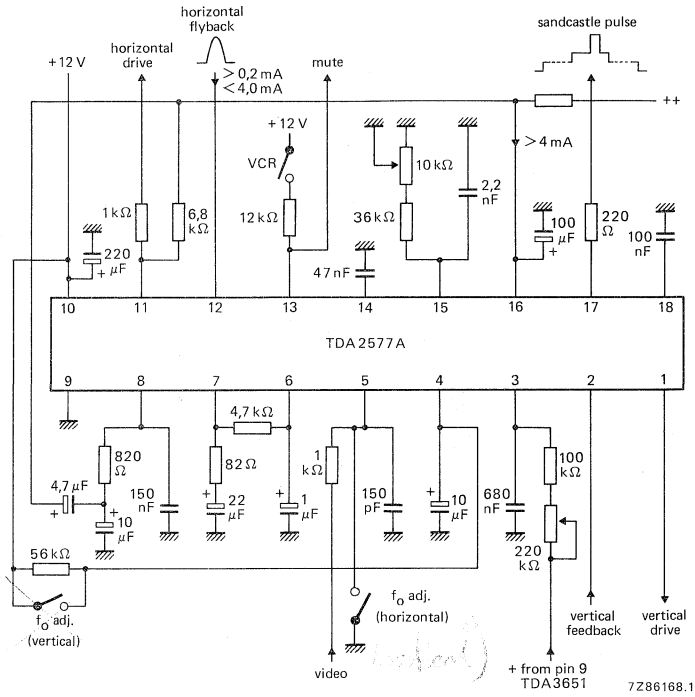 horizontal
flyback
sandcastle pulse
horizontal
drive
mute
+12 V
> 0,2 mA
< 4,0 mA
++
+12 V
> 4 mA
VCR
10 kΩ
2,2
nF
1 kΩ
6,8
kΩ
12 kΩ
36 kΩ
100
μF
220
Ω
100
nF
220
μF
+
+
47 nF
10
11
12
13
14
15
16
17
18
TDA2577A
9
8
7
6
5
4
3
2
1
4,7 kΩ
820
Ω
82 Ω
1
kΩ
100
kΩ
4,7 μF
+
+
10
μF
150
nF
+
22
μF
+
1
μF
150
pF
+
10
μF
680
nF
220
kΩ
56 kΩ
fo adj.
(vertical)
fo adj.
(horizontal)
vertical
feedback
vertical
drive
video
+ from pin 9
TDA3651
7Z86168.1